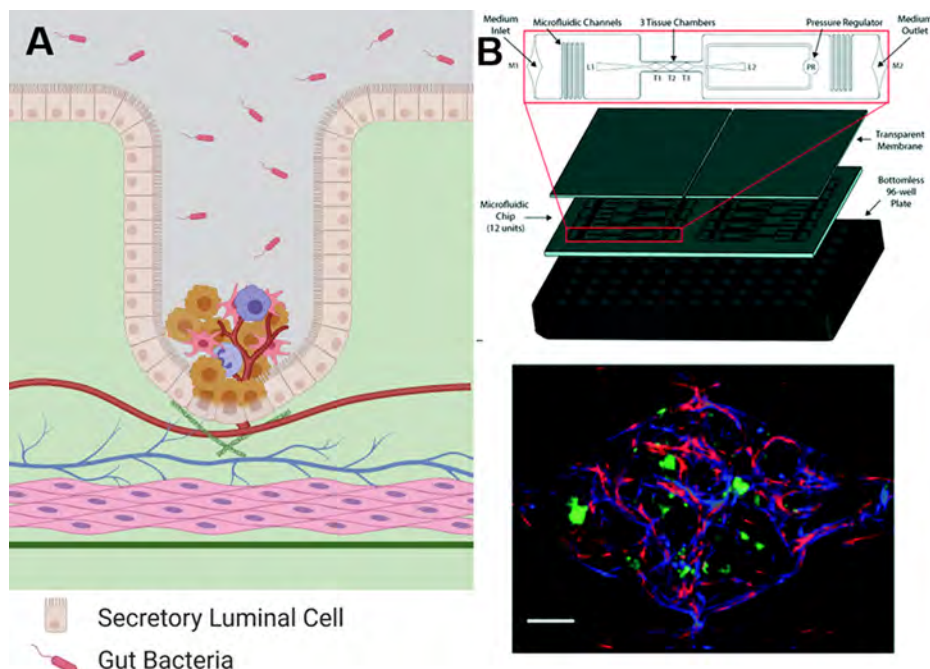 A
Secretory Luminal Cell
Gut Bacteria
B
Medium
Inlet
Microfluidic Channels
3 Tissue Chambers
Pressure Regulator
Medium
Outlet
L1
T1 T2 T3
L2
PR
M2
Transparent
Membrane
Bottomless
96-well
Plate
Microfluidic
Chip
(12 units)